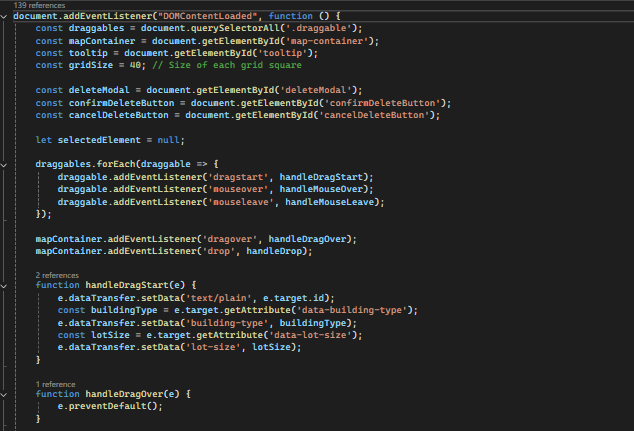 139 references
document.addEventListener("DOMContentLoaded", function () {
    const draggables = document.querySelectorAll('.draggable');
    const mapContainer = document.getElementById('map-container');
    const tooltip = document.getElementById('tooltip');
    const gridSize = 40; // Size of each grid square
    const deleteModal = document.getElementById('deleteModal');
    const confirmDeleteButton = document.getElementById('confirmDeleteButton');
    const cancelDeleteButton = document.getElementById('cancelDeleteButton');
    let selectedElement = null;
    draggables.forEach(draggable => {
        draggable.addEventListener('dragstart', handleDragStart);
        draggable.addEventListener('mouseover', handleMouseOver);
        draggable.addEventListener('mouseleave', handleMouseLeave);
    });
    mapContainer.addEventListener('dragover', handleDragOver);
    mapContainer.addEventListener('drop', handleDrop);
    2 references
    function handleDragStart(e) {
        e.dataTransfer.setData('text/plain', e.target.id);
        const buildingType = e.target.getAttribute('data-building-type');
        e.dataTransfer.setData('building-type', buildingType);
        const lotSize = e.target.getAttribute('data-lot-size');
        e.dataTransfer.setData('lot-size', lotSize);
    }
    1 reference
    function handleDragOver(e) {
        e.preventDefault();
    }